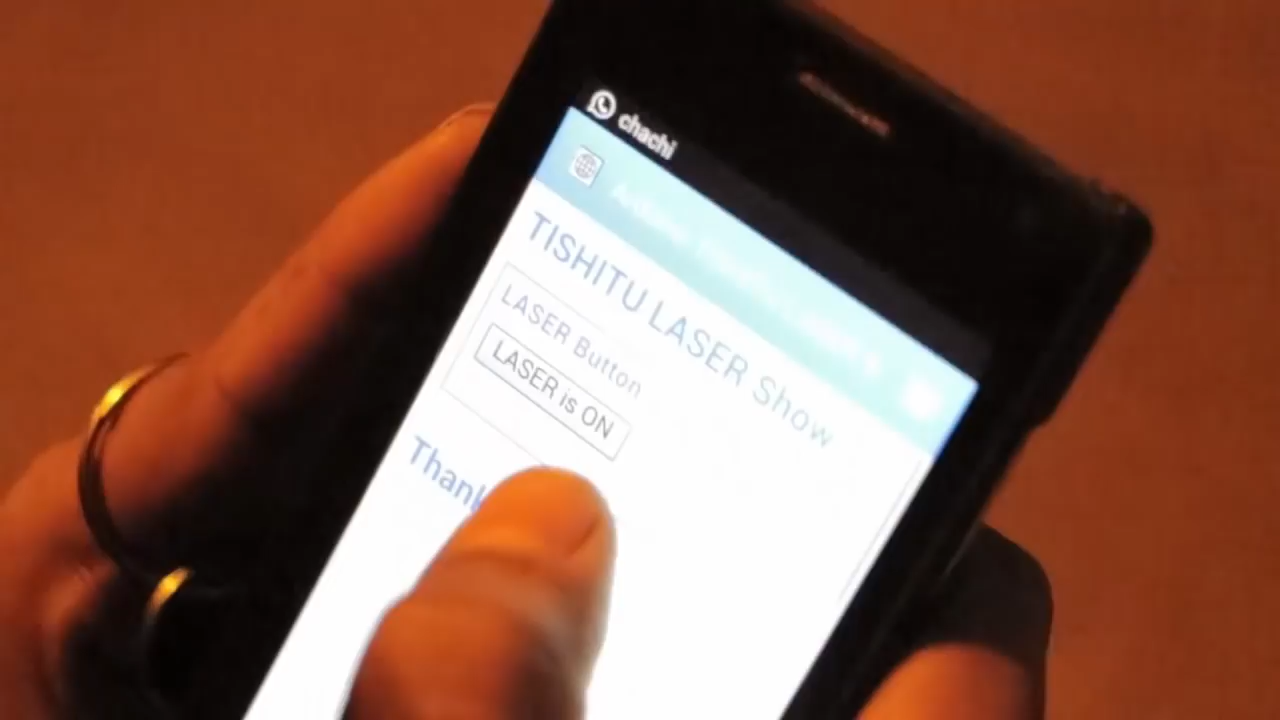 chachi
TISHITU LASER Show
LASER Button
LASER is ON
Thank